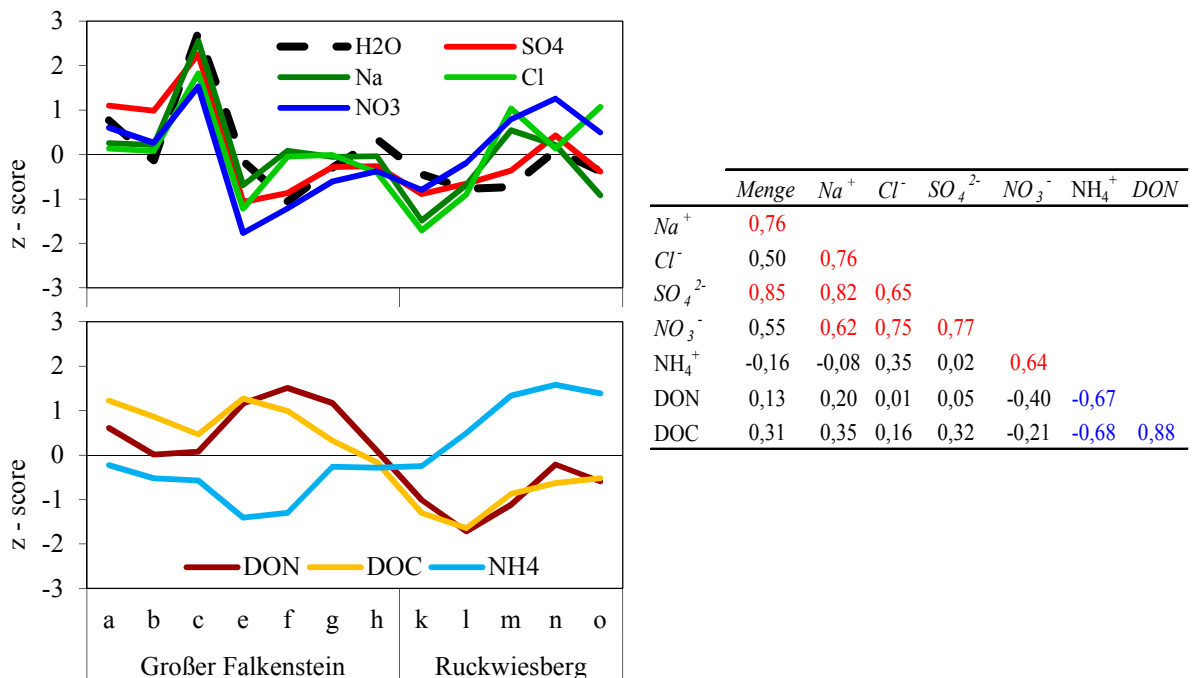 3
2
1
0
-1
-2
-3
z - score
H2O SO4
Na Cl
NO3
3
2
1
0
-1
-2
-3
z - score
DON DOC NH4
a b c e f g h k l m n o
Großer Falkenstein Ruckwiesberg
Menge Na⁺ Cl⁻ SO₄²⁻ NO₃⁻ NH₄⁺ DON
Na⁺ 0,76
Cl⁻ 0,50 0,76
SO₄²⁻ 0,85 0,82 0,65
NO₃⁻ 0,55 0,62 0,75 0,77
NH₄⁺ -0,16 -0,08 0,35 0,02 0,64
DON 0,13 0,20 0,01 0,05 -0,40 -0,67
DOC 0,31 0,35 0,16 0,32 -0,21 -0,68 0,88